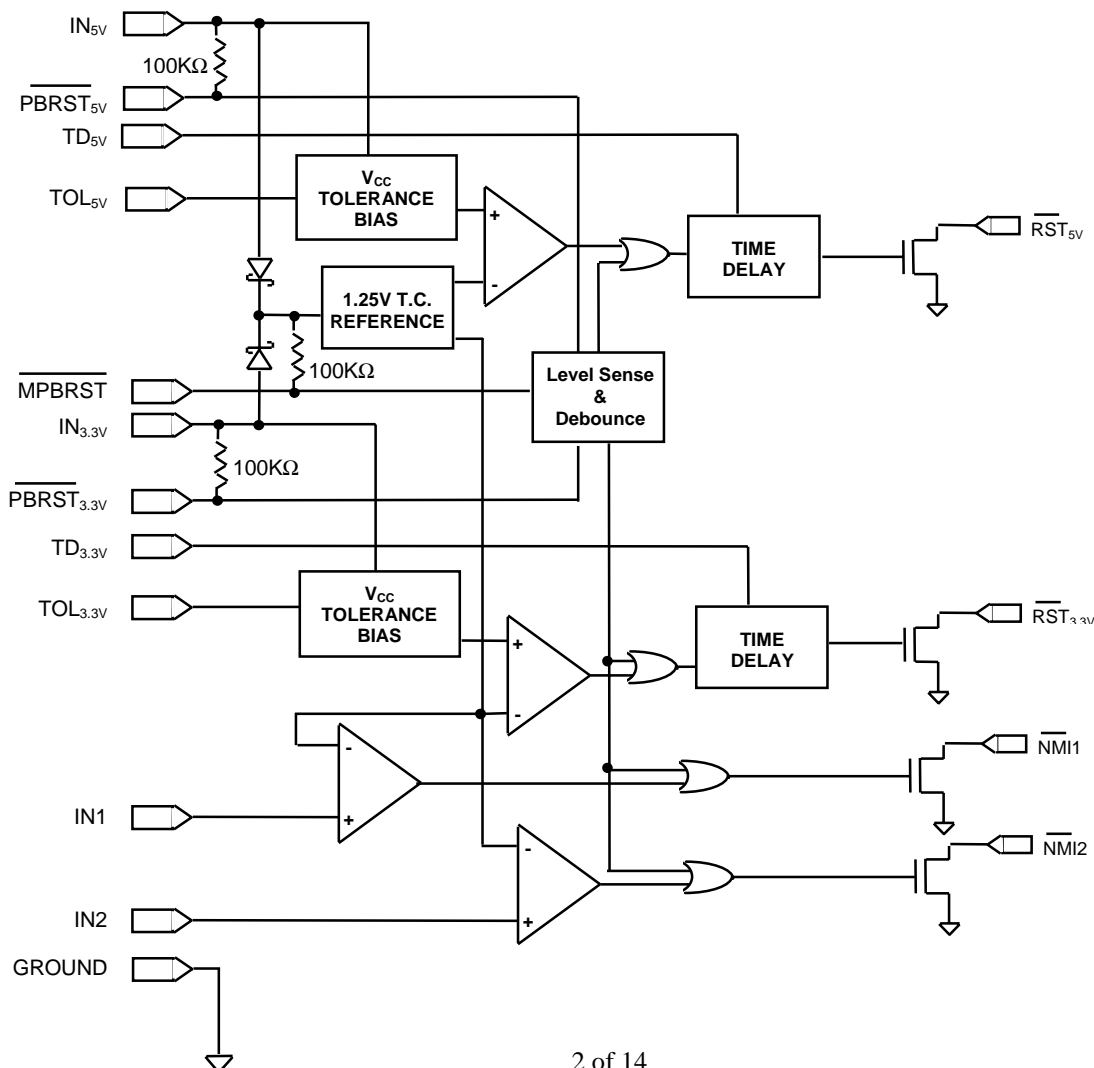 IN5V
100KΩ
PBRST5V
TD5V
TOL5V
VCC
TOLERANCE
BIAS
+
-
TIME
DELAY
RST5V
1.25V T.C.
REFERENCE
100KΩ
MPBRST
Level Sense
&
Debounce
IN3.3V
100KΩ
PBRST3.3V
TD3.3V
TOL3.3V
VCC
TOLERANCE
BIAS
+
-
TIME
DELAY
RST3.3V
-
+
NMI1
IN1
-
+
NMI2
IN2
GROUND
2 of 14